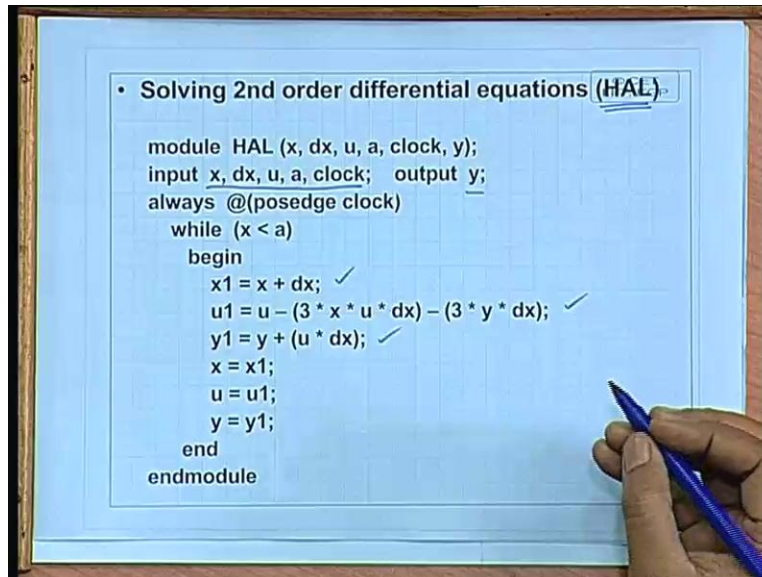 • Solving 2nd order differential equations (HAL)
module HAL (x, dx, u, a, clock, y);
input x, dx, u, a, clock; output y;
always @(posedge clock)
while (x < a)
begin
x1 = x + dx;
u1 = u – (3 * x * u * dx) – (3 * y * dx);
y1 = y + (u * dx);
x = x1;
u = u1;
y = y1;
end
endmodule